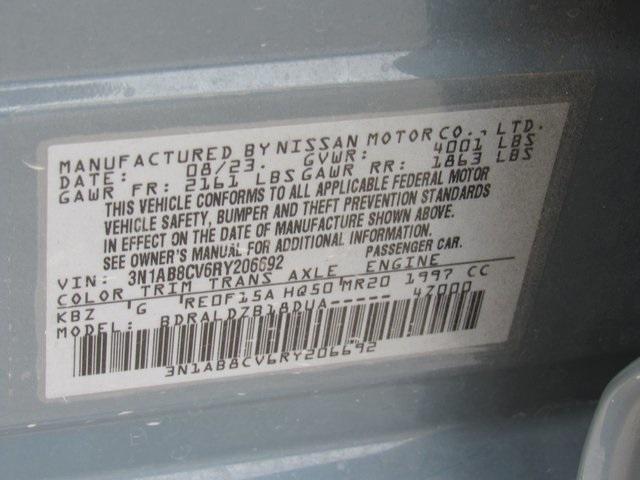 MANUFACTURED BY NISSAN MOTOR CO., LTD.
DATE: 08/23. GVWR: 4001 LBS
GAWR FR: 2161 LBS GAWR RR: 1863 LBS
THIS VEHICLE CONFORMS TO ALL APPLICABLE FEDERAL MOTOR
VEHICLE SAFETY, BUMPER AND THEFT PREVENTION STANDARDS
IN EFFECT ON THE DATE OF MANUFACTURE SHOWN ABOVE.
SEE OWNER'S MANUAL FOR ADDITIONAL INFORMATION.
VIN: 3N1AB8CV6RY206692 PASSENGER CAR.
COLOR TRIM TRANS AXLE ENGINE
KBZ 'G 'RE0F15A HQ50 MR20 1997 CC
MODEL: BDRALDZB18DUA----- 47000
3N1AB8CV6RY206692